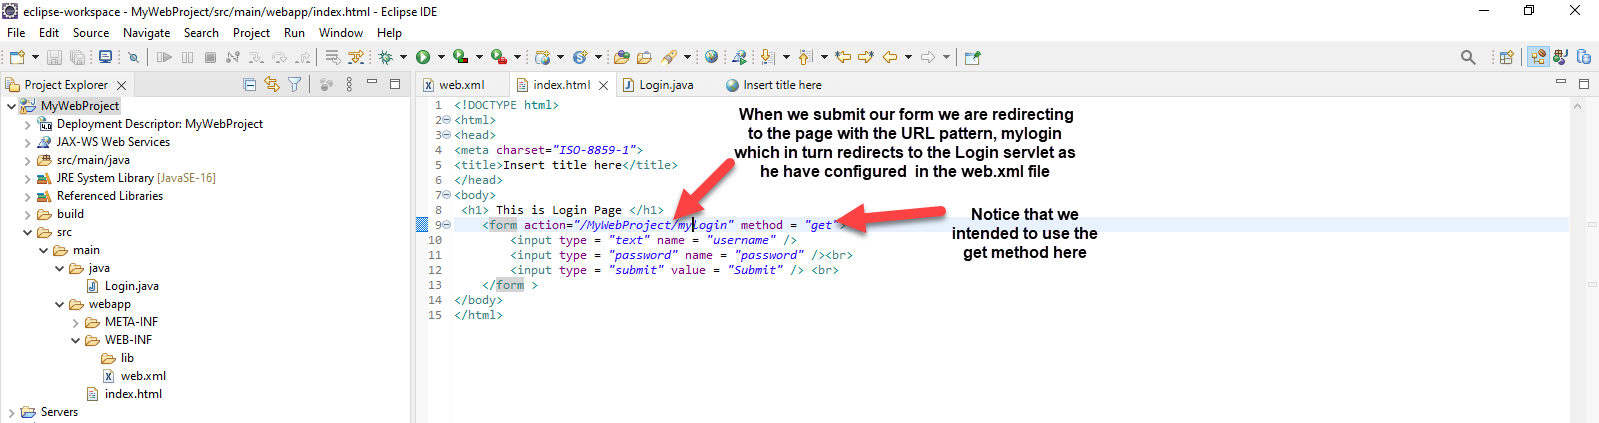 eclipse-workspace - MyWebProject/src/main/webapp/index.html - Eclipse IDE
File Edit Source Navigate Search Project Run Window Help
Project Explorer
MyWebProject
Deployment Descriptor: MyWebProject
JAX-WS Web Services
src/main/java
JRE System Library [JavaSE-16]
Referenced Libraries
build
src
main
java
Login.java
webapp
META-INF
WEB-INF
lib
web.xml
index.html
Servers
web.xml index.html Login.java Insert title here
1 <!DOCTYPE html>
2 <html>
3 <head>
4 <meta charset="ISO-8859-1">
5 <title>Insert title here</title>
6 </head>
7 <body>
8 <h1> This is Login Page </h1>
9 <form action="/MyWebProject/mylogin" method = "get">
10 <input type = "text" name = "username" />
11 <input type = "password" name = "password" /><br>
12 <input type = "submit" value = "Submit" /> <br>
13 </form >
14 </body>
15 </html>
When we submit our form we are redirecting
to the page with the URL pattern, mylogin
which in turn redirects to the Login servlet as
he have configured in the web.xml file
Notice that we
intended to use the
get method here